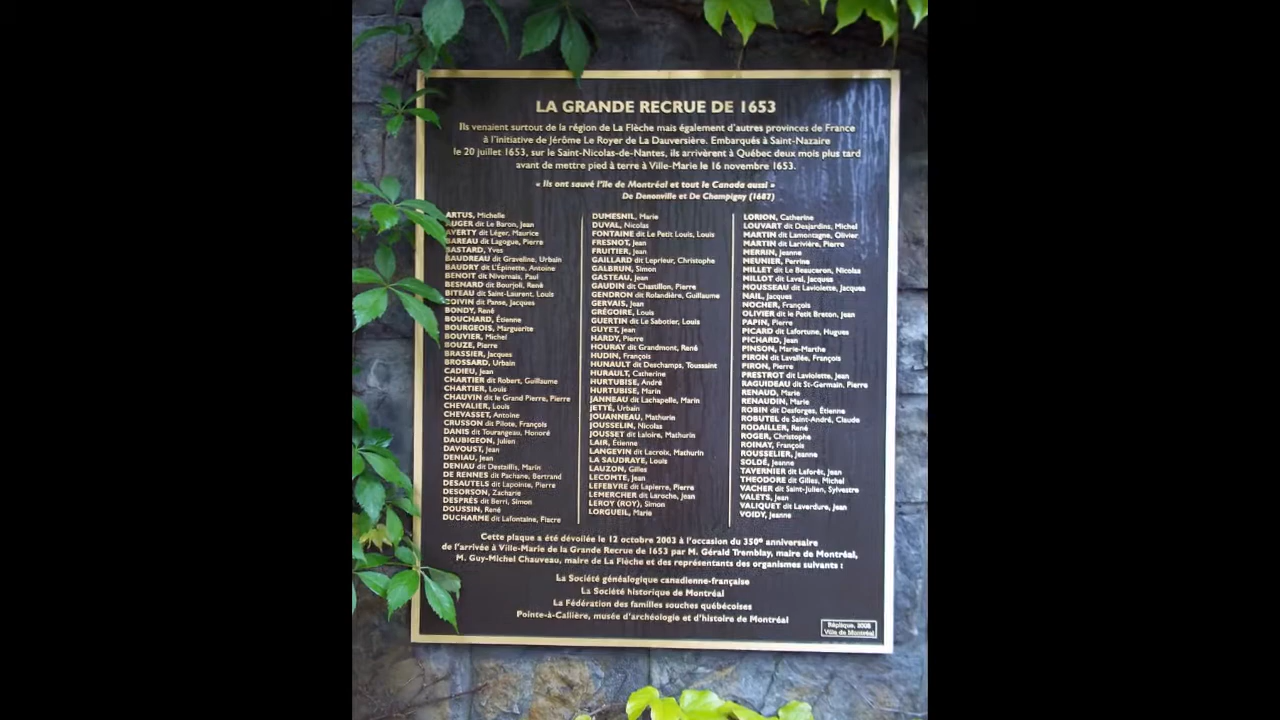 LA GRANDE RECRUE DE 1653
Ils venaient surtout de la région de La Flèche mais également d'autres provinces de France
à l'initiative de Jérôme Le Royer de La Dauversière. Embarqués à Saint-Nazaire
le 20 juillet 1653, sur le Saint-Nicolas-de-Nantes, ils arrivèrent à Québec deux mois plus tard
avant de mettre pied à terre à Ville-Marie le 16 novembre 1653.
« Ils ont sauvé l'île de Montréal et tout le Canada aussi »
De Denonville et De Champigny (1687)
ARTUS, Michelle
AUGER dit Le Baron, Jean
AVERTY dit Léger, Maurice
BAREAU dit Lagogue, Pierre
BASTARD, Yves
BAUDREAU dit Graveline, Urbain
BAUDRY dit L'Épinette, Antoine
BENOIT dit Nivernais, Paul
BESNARD dit Bourjoli, René
BITEAU dit Saint-Laurent, Louis
BOIVIN dit Panse, Jacques
BONDY, René
BOUCHARD, Étienne
BOURGEOIS, Marguerite
BOUVIER, Michel
BOUZE, Pierre
BRASSIER, Jacques
BROSSARD, Urbain
CADIEU, Jean
CHARTIER dit Robert, Guillaume
CHARTIER, Louis
CHAUVIN dit le Grand Pierre, Pierre
CHEVALIER, Louis
CHEVASSET, Antoine
CRUSSON dit Pilote, François
DANIS dit Tourangeau, Honoré
DAUBIGEON, Julien
DAVOUST, Jean
DENIAU, Jean
DENIAU dit Destaillis, Marin
DE RENNES dit Pachane, Bertrand
DESAUTELS dit Lapointe, Pierre
DESORSON, Zacharie
DESPRÉS dit Berri, Simon
DOUSSIN, René
DUCHARME dit Lafontaine, Fiacre
DUMESNIL, Marie
DUVAL, Nicolas
FONTAINE dit Le Petit Louis, Louis
FRESNOT, Jean
FRUITIER, Jean
GAILLARD dit Leprieur, Christophe
GALBRUN, Simon
GASTEAU, Jean
GAUDIN dit Chastillon, Pierre
GENDRON dit Rolandière, Guillaume
GERVAIS, Jean
GRÉGOIRE, Louis
GUERTIN dit Le Sabotier, Louis
GUYET, Jean
HARDY, Pierre
HOURAY dit Grandmont, René
HUDIN, François
HUNAULT dit Deschamps, Toussaint
HURAULT, Catherine
HURTUBISE, André
HURTUBISE, Marin
JANNEAU dit Lachapelle, Marin
JETTÉ, Urbain
JOUANNEAU, Mathurin
JOUSSELIN, Nicolas
JOUSSET dit Laloire, Mathurin
LAIR, Étienne
LANGEVIN dit Lacroix, Mathurin
LA SAUDRAYE, Louis
LAUZON, Gilles
LECOMTE, Jean
LEFEBVRE dit Lapierre, Pierre
LEMERCHER dit Laroche, Jean
LEROY (ROY), Simon
LORGUEIL, Marie
LORION, Catherine
LOUVART dit Desjardins, Michel
MARTIN dit Lamontagne, Olivier
MARTIN dit Larivière, Pierre
MERRIN, Jeanne
MEUNIER, Perrine
MILLET dit Le Beauceron, Nicolas
MILLOT dit Laval, Jacques
MOUSSEAU dit Laviolette, Jacques
NAIL, Jacques
NOCHER, François
OLIVIER dit le Petit Breton, Jean
PAPIN, Pierre
PICARD dit Lafortune, Hugues
PICHARD, Jean
PINSON, Marie-Marthe
PIRON dit Lavallée, François
PIRON, Pierre
PRESTROT dit Laviolette, Jean
RAGUIDEAU dit St-Germain, Pierre
RENAUD, Marie
RENAUDIN, Marie
ROBIN dit Desforges, Étienne
ROBUTEL de Saint-André, Claude
RODAILLER, René
ROGER, Christophe
ROINAY, François
ROUSSELIER, Jeanne
SOLDÉ, Jeanne
TAVERNIER dit Laforêt, Jean
THEODORE dit Gilles, Michel
VACHER dit Saint-Julien, Sylvestre
VALETS, Jean
VALIQUET dit Laverdure, Jean
VOIDY, Jeanne
Cette plaque a été dévoilée le 12 octobre 2003 à l'occasion du 350e anniversaire
de l'arrivée à Ville-Marie de la Grande Recrue de 1653 par M. Gérald Tremblay, maire de Montréal,
M. Guy-Michel Chauveau, maire de La Flèche et des représentants des organismes suivants :
La Société généalogique canadienne-française
La Société historique de Montréal
La Fédération des familles souches québécoises
Pointe-à-Callière, musée d'archéologie et d'histoire de Montréal
Réplique, 2008
Ville de Montréal